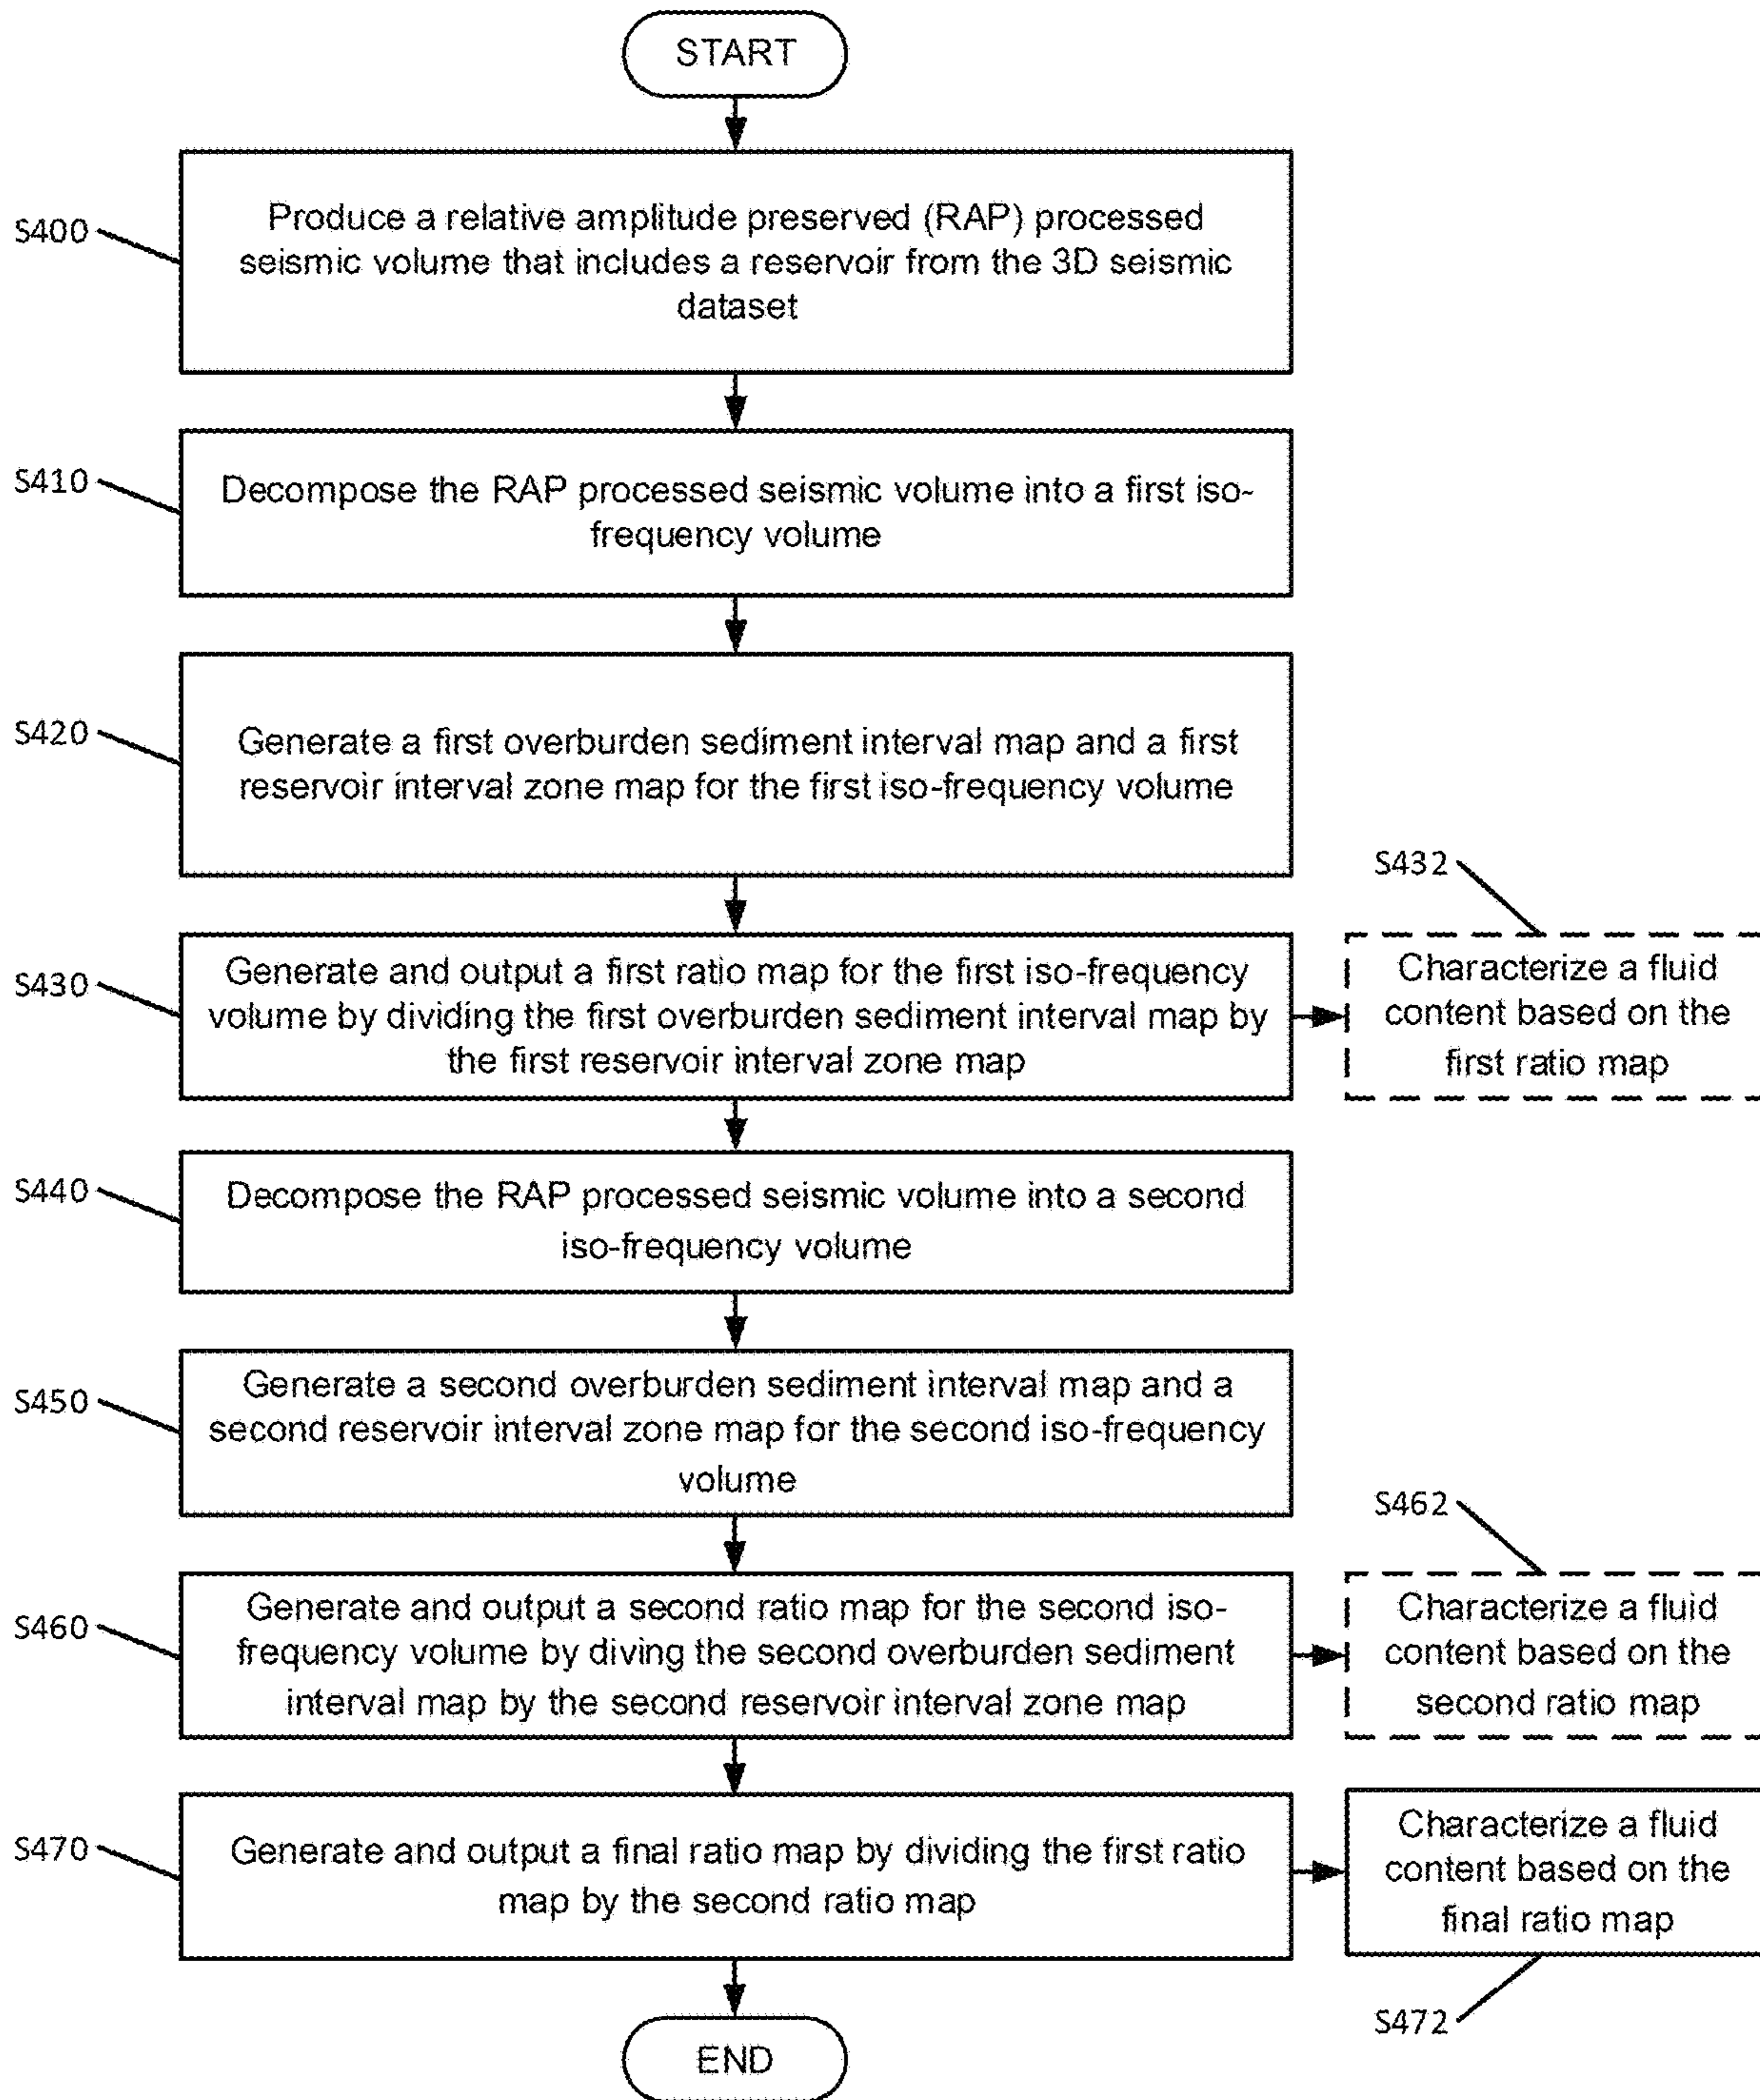 START
S400
Produce a relative amplitude preserved (RAP) processed
seismic volume that includes a reservoir from the 3D seismic
dataset
S410
Decompose the RAP processed seismic volume into a first iso-
frequency volume
S420
Generate a first overburden sediment interval map and a first
reservoir interval zone map for the first iso-frequency volume
S432
S430
Generate and output a first ratio map for the first iso-frequency
volume by dividing the first overburden sediment interval map by
the first reservoir interval zone map
Characterize a fluid
content based on the
first ratio map
S440
Decompose the RAP processed seismic volume into a second
iso-frequency volume
S450
Generate a second overburden sediment interval map and a
second reservoir interval zone map for the second iso-frequency
volume
S462
S460
Generate and output a second ratio map for the second iso-
frequency volume by diving the second overburden sediment
interval map by the second reservoir interval zone map
Characterize a fluid
content based on the
second ratio map
S470
Generate and output a final ratio map by dividing the first ratio
map by the second ratio map
Characterize a fluid
content based on the
final ratio map
S472
END